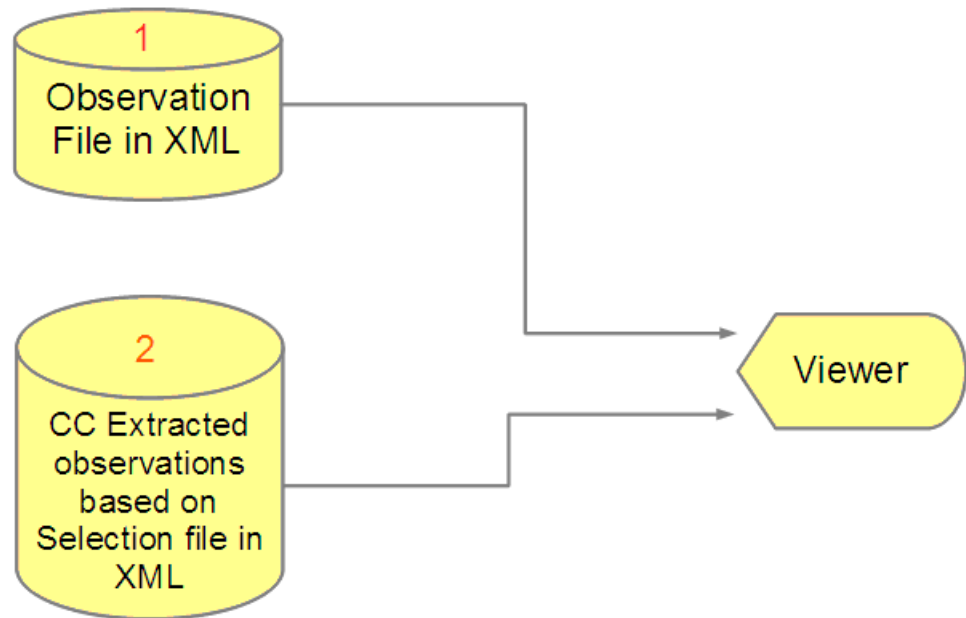 1
Observation
File in XML
2
CC Extracted
observations
based on
Selection file in
XML
Viewer